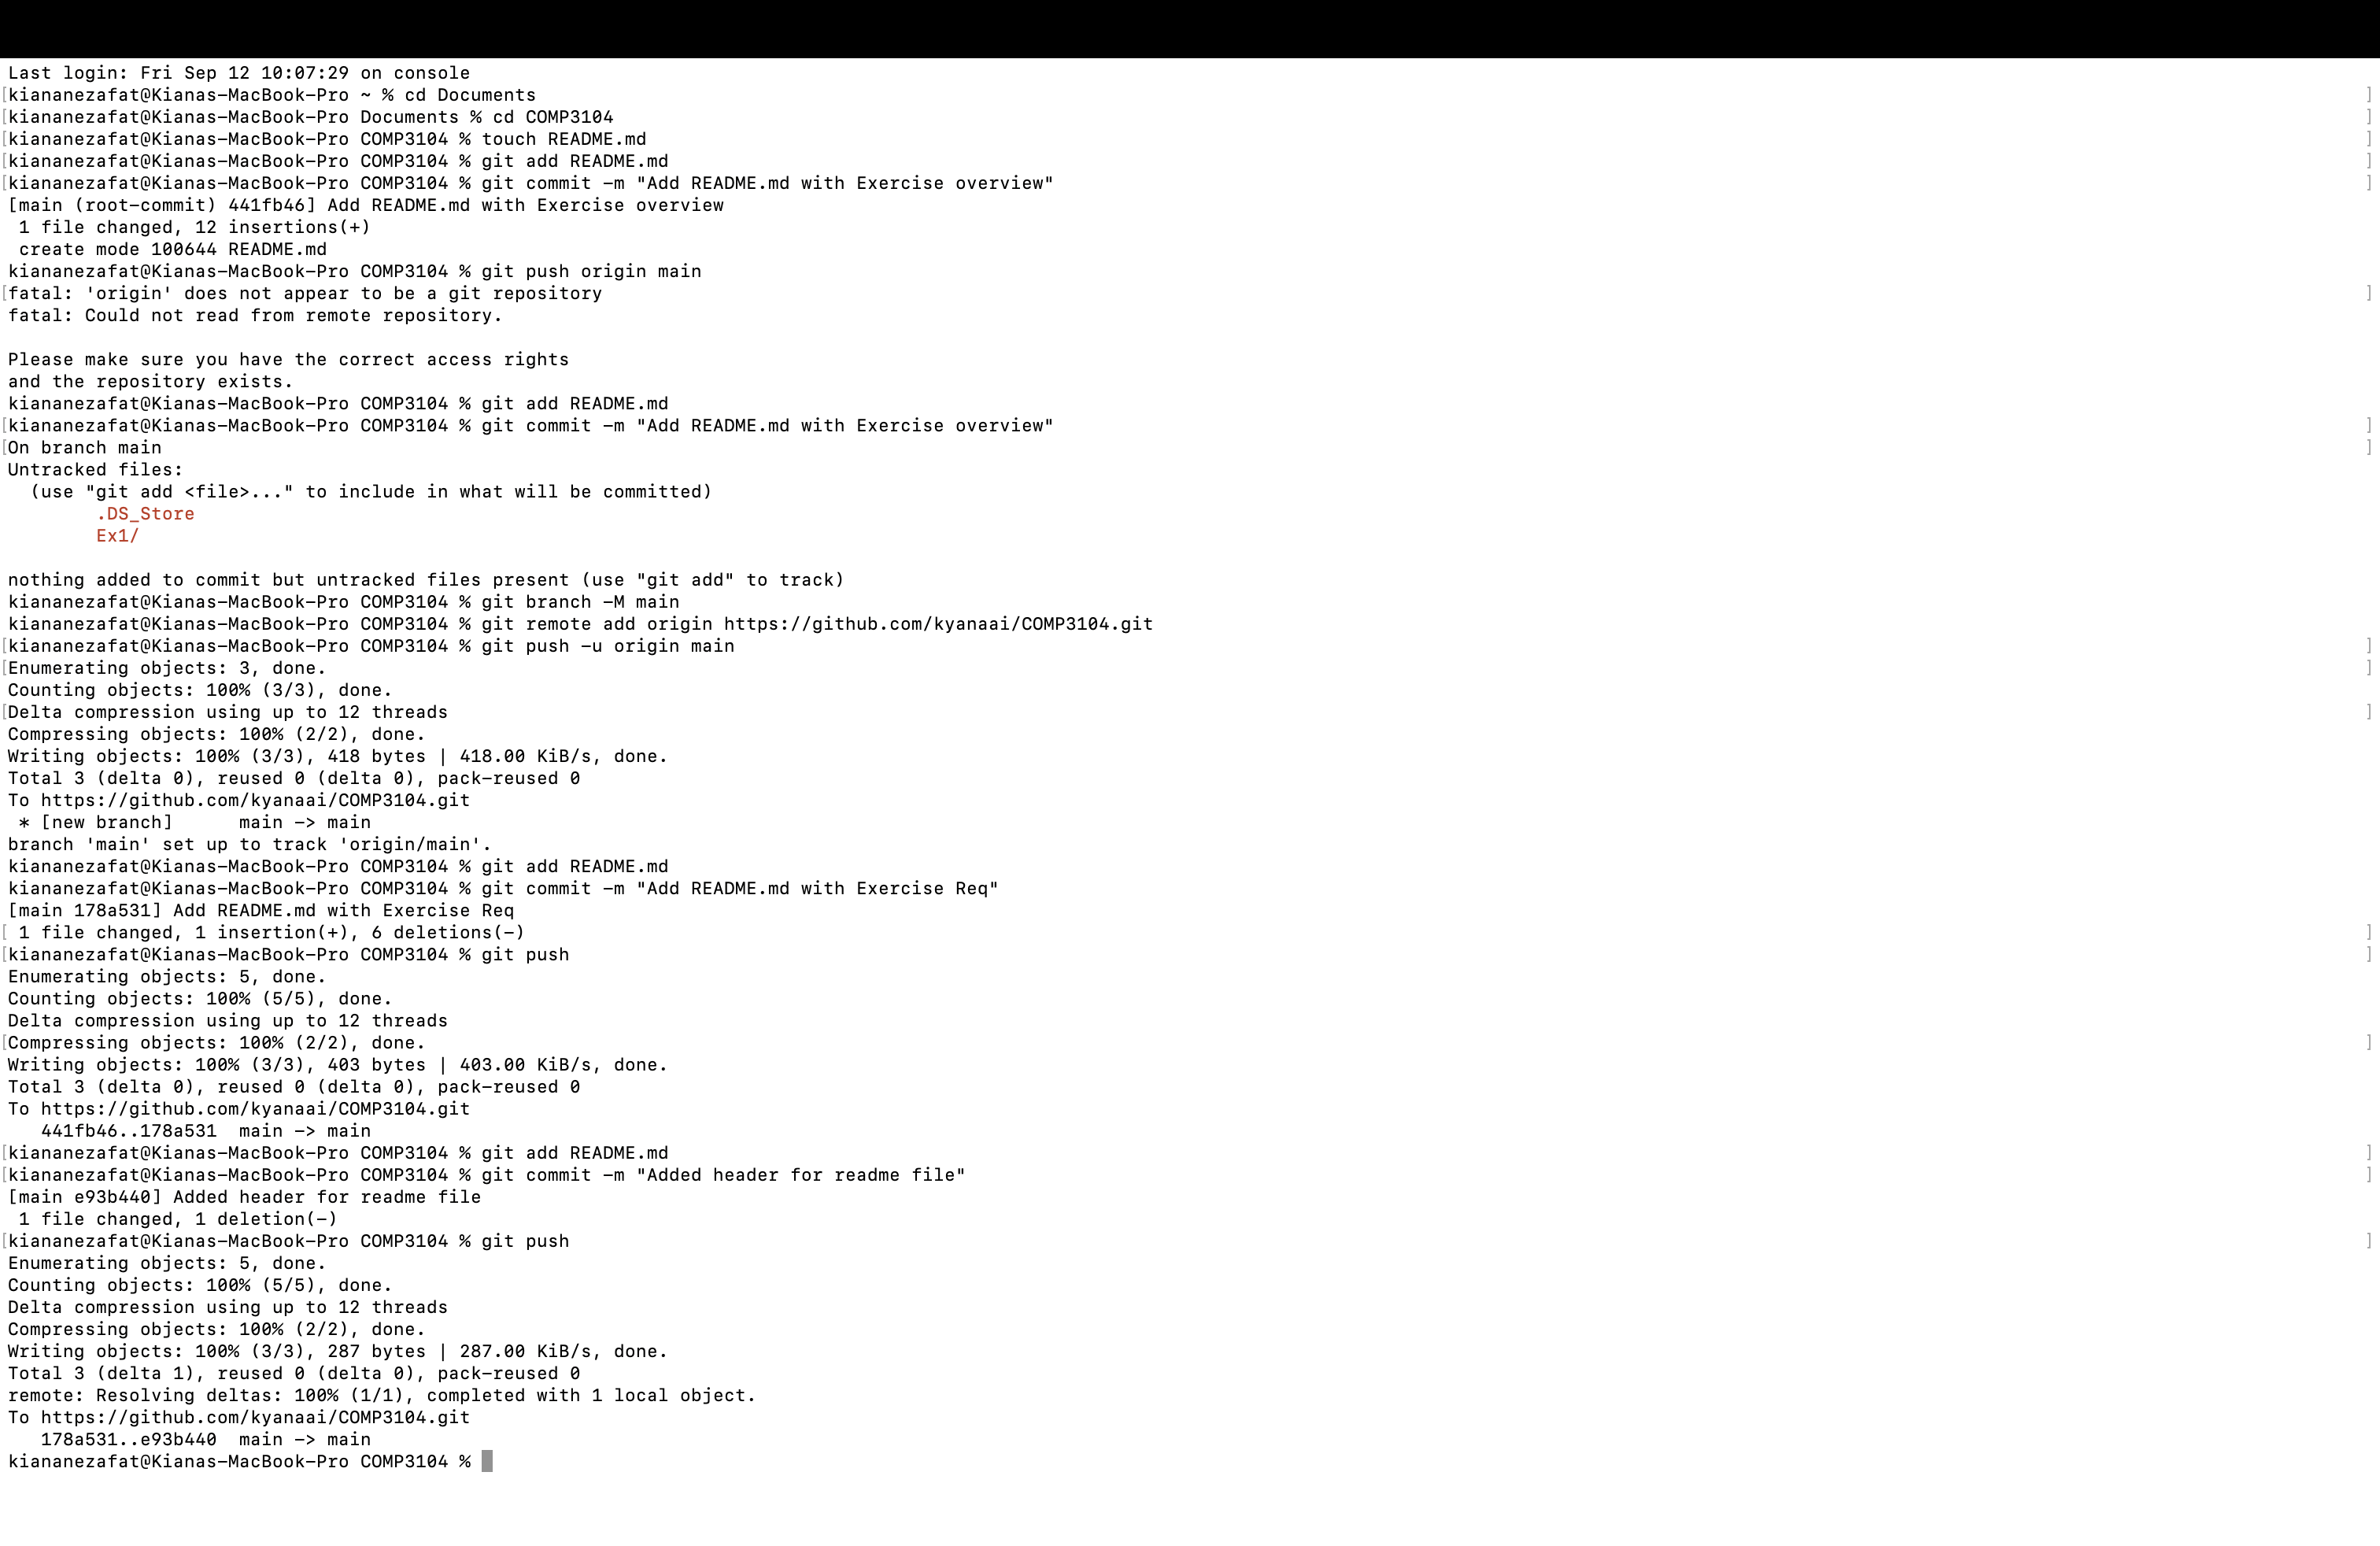 Last login: Fri Sep 12 10:07:29 on console
[kiananezafat@Kianas-MacBook-Pro ~ % cd Documents ]
[kiananezafat@Kianas-MacBook-Pro Documents % cd COMP3104 ]
[kiananezafat@Kianas-MacBook-Pro COMP3104 % touch README.md ]
[kiananezafat@Kianas-MacBook-Pro COMP3104 % git add README.md ]
[kiananezafat@Kianas-MacBook-Pro COMP3104 % git commit -m "Add README.md with Exercise overview" ]
[main (root-commit) 441fb46] Add README.md with Exercise overview
 1 file changed, 12 insertions(+)
 create mode 100644 README.md
kiananezafat@Kianas-MacBook-Pro COMP3104 % git push origin main
[fatal: 'origin' does not appear to be a git repository ]
fatal: Could not read from remote repository.

Please make sure you have the correct access rights
and the repository exists.
kiananezafat@Kianas-MacBook-Pro COMP3104 % git add README.md
[kiananezafat@Kianas-MacBook-Pro COMP3104 % git commit -m "Add README.md with Exercise overview" ]
[On branch main ]
Untracked files:
  (use "git add <file>..." to include in what will be committed)
        .DS_Store
        Ex1/

nothing added to commit but untracked files present (use "git add" to track)
kiananezafat@Kianas-MacBook-Pro COMP3104 % git branch -M main
kiananezafat@Kianas-MacBook-Pro COMP3104 % git remote add origin https://github.com/kyanaai/COMP3104.git
[kiananezafat@Kianas-MacBook-Pro COMP3104 % git push -u origin main ]
[Enumerating objects: 3, done. ]
Counting objects: 100% (3/3), done.
[Delta compression using up to 12 threads ]
Compressing objects: 100% (2/2), done.
Writing objects: 100% (3/3), 418 bytes | 418.00 KiB/s, done.
Total 3 (delta 0), reused 0 (delta 0), pack-reused 0
To https://github.com/kyanaai/COMP3104.git
 * [new branch]      main -> main
branch 'main' set up to track 'origin/main'.
kiananezafat@Kianas-MacBook-Pro COMP3104 % git add README.md
kiananezafat@Kianas-MacBook-Pro COMP3104 % git commit -m "Add README.md with Exercise Req"
[main 178a531] Add README.md with Exercise Req
[ 1 file changed, 1 insertion(+), 6 deletions(-) ]
[kiananezafat@Kianas-MacBook-Pro COMP3104 % git push ]
Enumerating objects: 5, done.
Counting objects: 100% (5/5), done.
Delta compression using up to 12 threads
[Compressing objects: 100% (2/2), done. ]
Writing objects: 100% (3/3), 403 bytes | 403.00 KiB/s, done.
Total 3 (delta 0), reused 0 (delta 0), pack-reused 0
To https://github.com/kyanaai/COMP3104.git
   441fb46..178a531  main -> main
[kiananezafat@Kianas-MacBook-Pro COMP3104 % git add README.md ]
[kiananezafat@Kianas-MacBook-Pro COMP3104 % git commit -m "Added header for readme file" ]
[main e93b440] Added header for readme file
 1 file changed, 1 deletion(-)
[kiananezafat@Kianas-MacBook-Pro COMP3104 % git push ]
Enumerating objects: 5, done.
Counting objects: 100% (5/5), done.
Delta compression using up to 12 threads
Compressing objects: 100% (2/2), done.
Writing objects: 100% (3/3), 287 bytes | 287.00 KiB/s, done.
Total 3 (delta 1), reused 0 (delta 0), pack-reused 0
remote: Resolving deltas: 100% (1/1), completed with 1 local object.
To https://github.com/kyanaai/COMP3104.git
   178a531..e93b440  main -> main
kiananezafat@Kianas-MacBook-Pro COMP3104 %